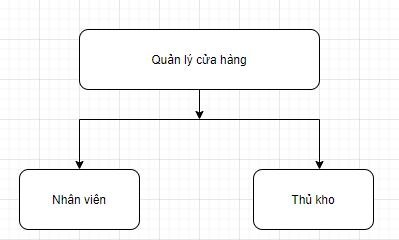 Quản lý cửa hàng
Nhân viên
Thủ kho